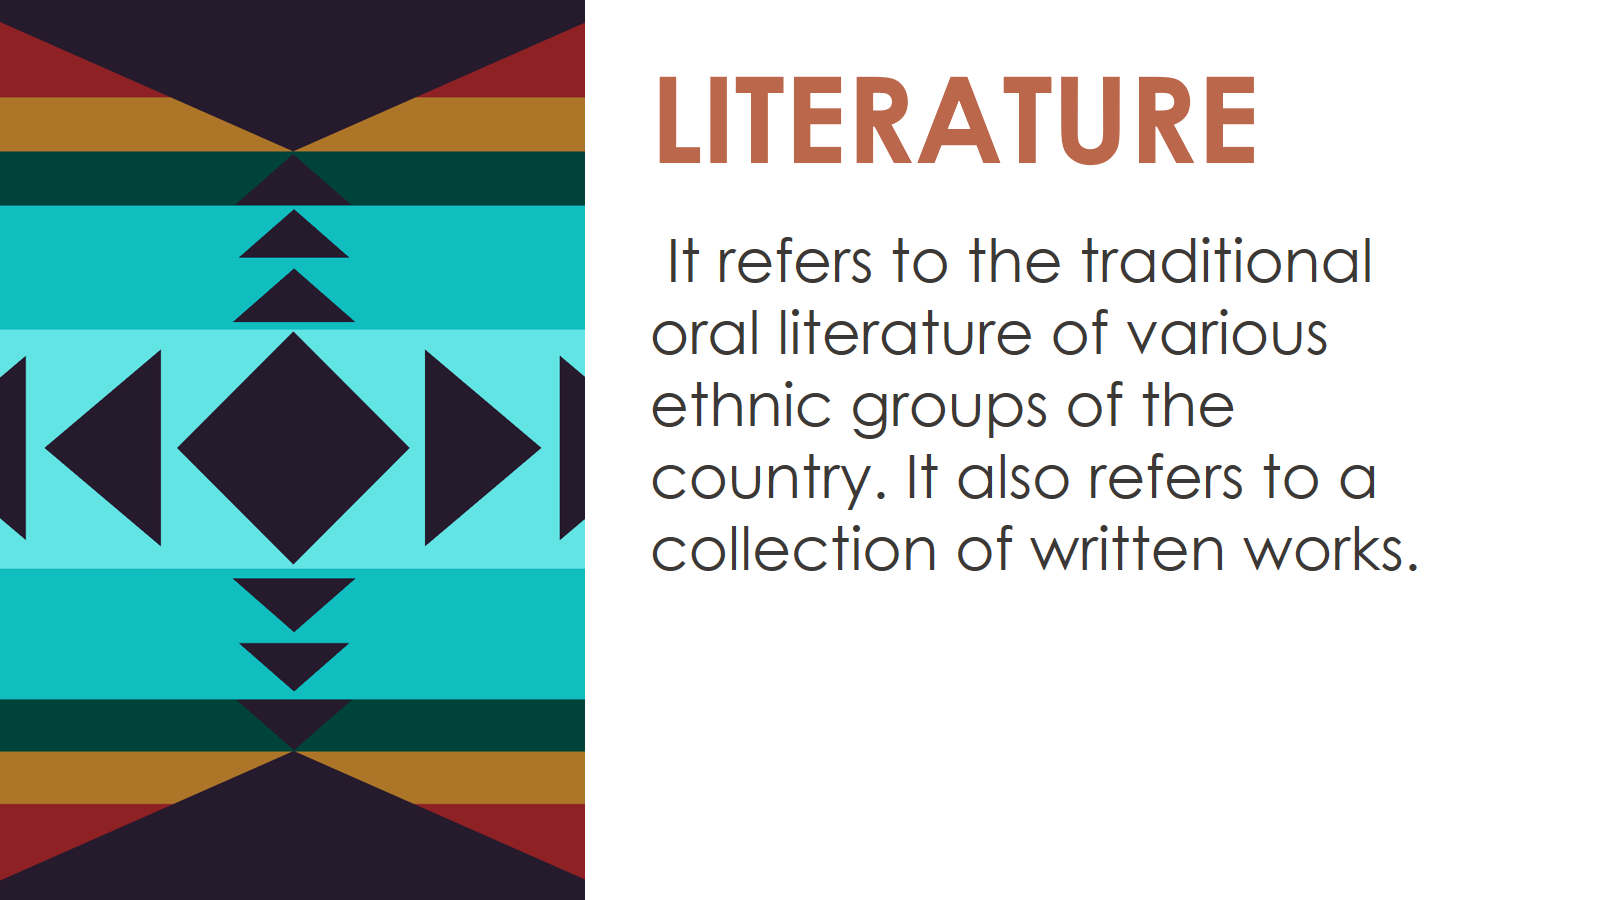 LITERATURE
It refers to the traditional
oral literature of various
ethnic groups of the
country. It also refers to a
collection of written works.